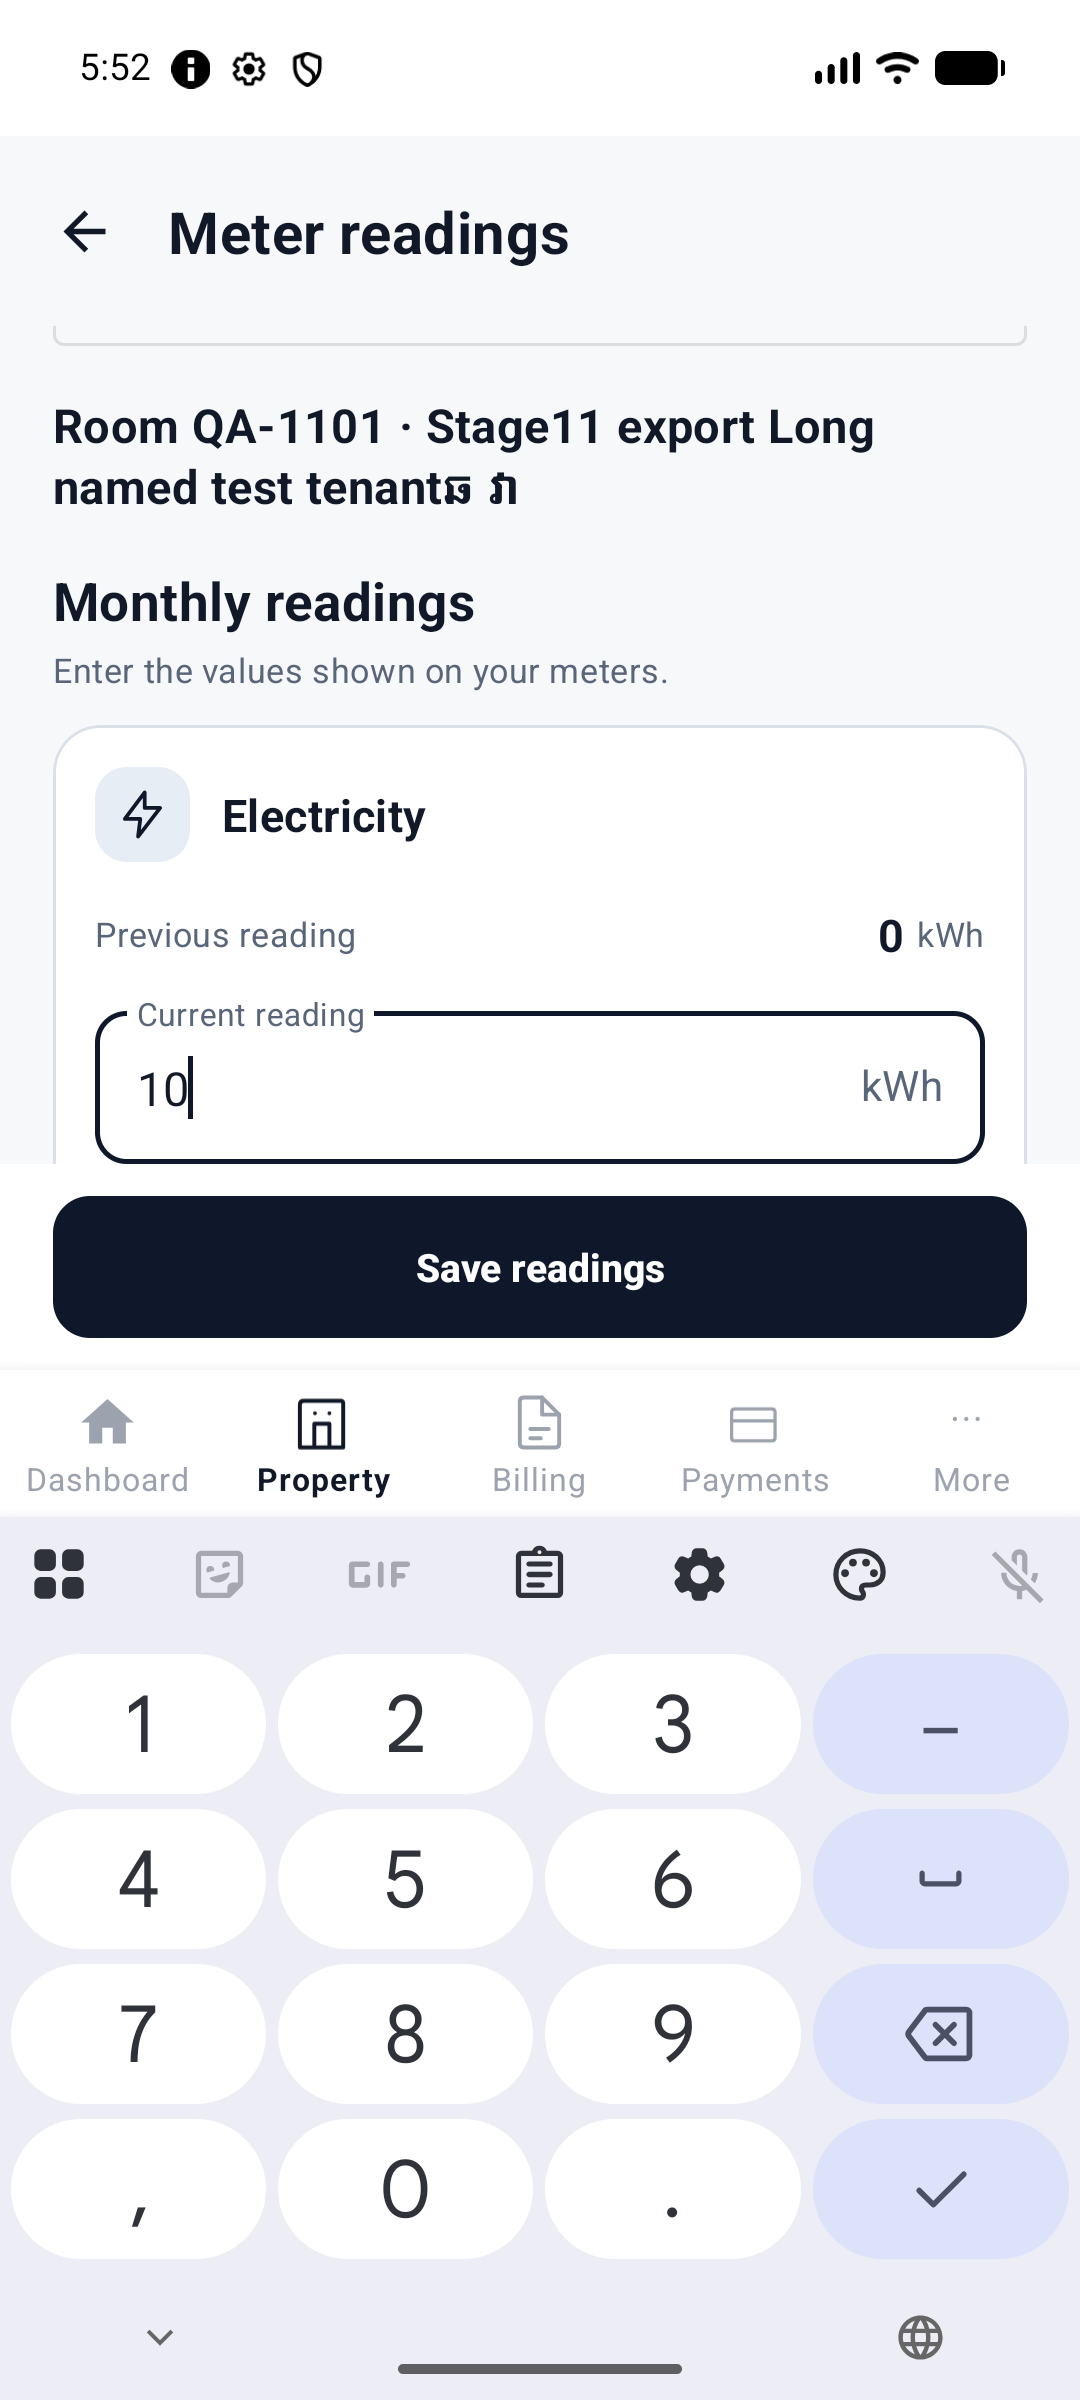 5:52
Meter readings
Room QA-1101 · Stage11 export Long
named test tenantឆ វា
Monthly readings
Enter the values shown on your meters.
Electricity
Previous reading 0 kWh
Current reading
10 kWh
Save readings
Dashboard Property Billing Payments More
GIF
1 2 3 –
4 5 6
7 8 9
, 0 .